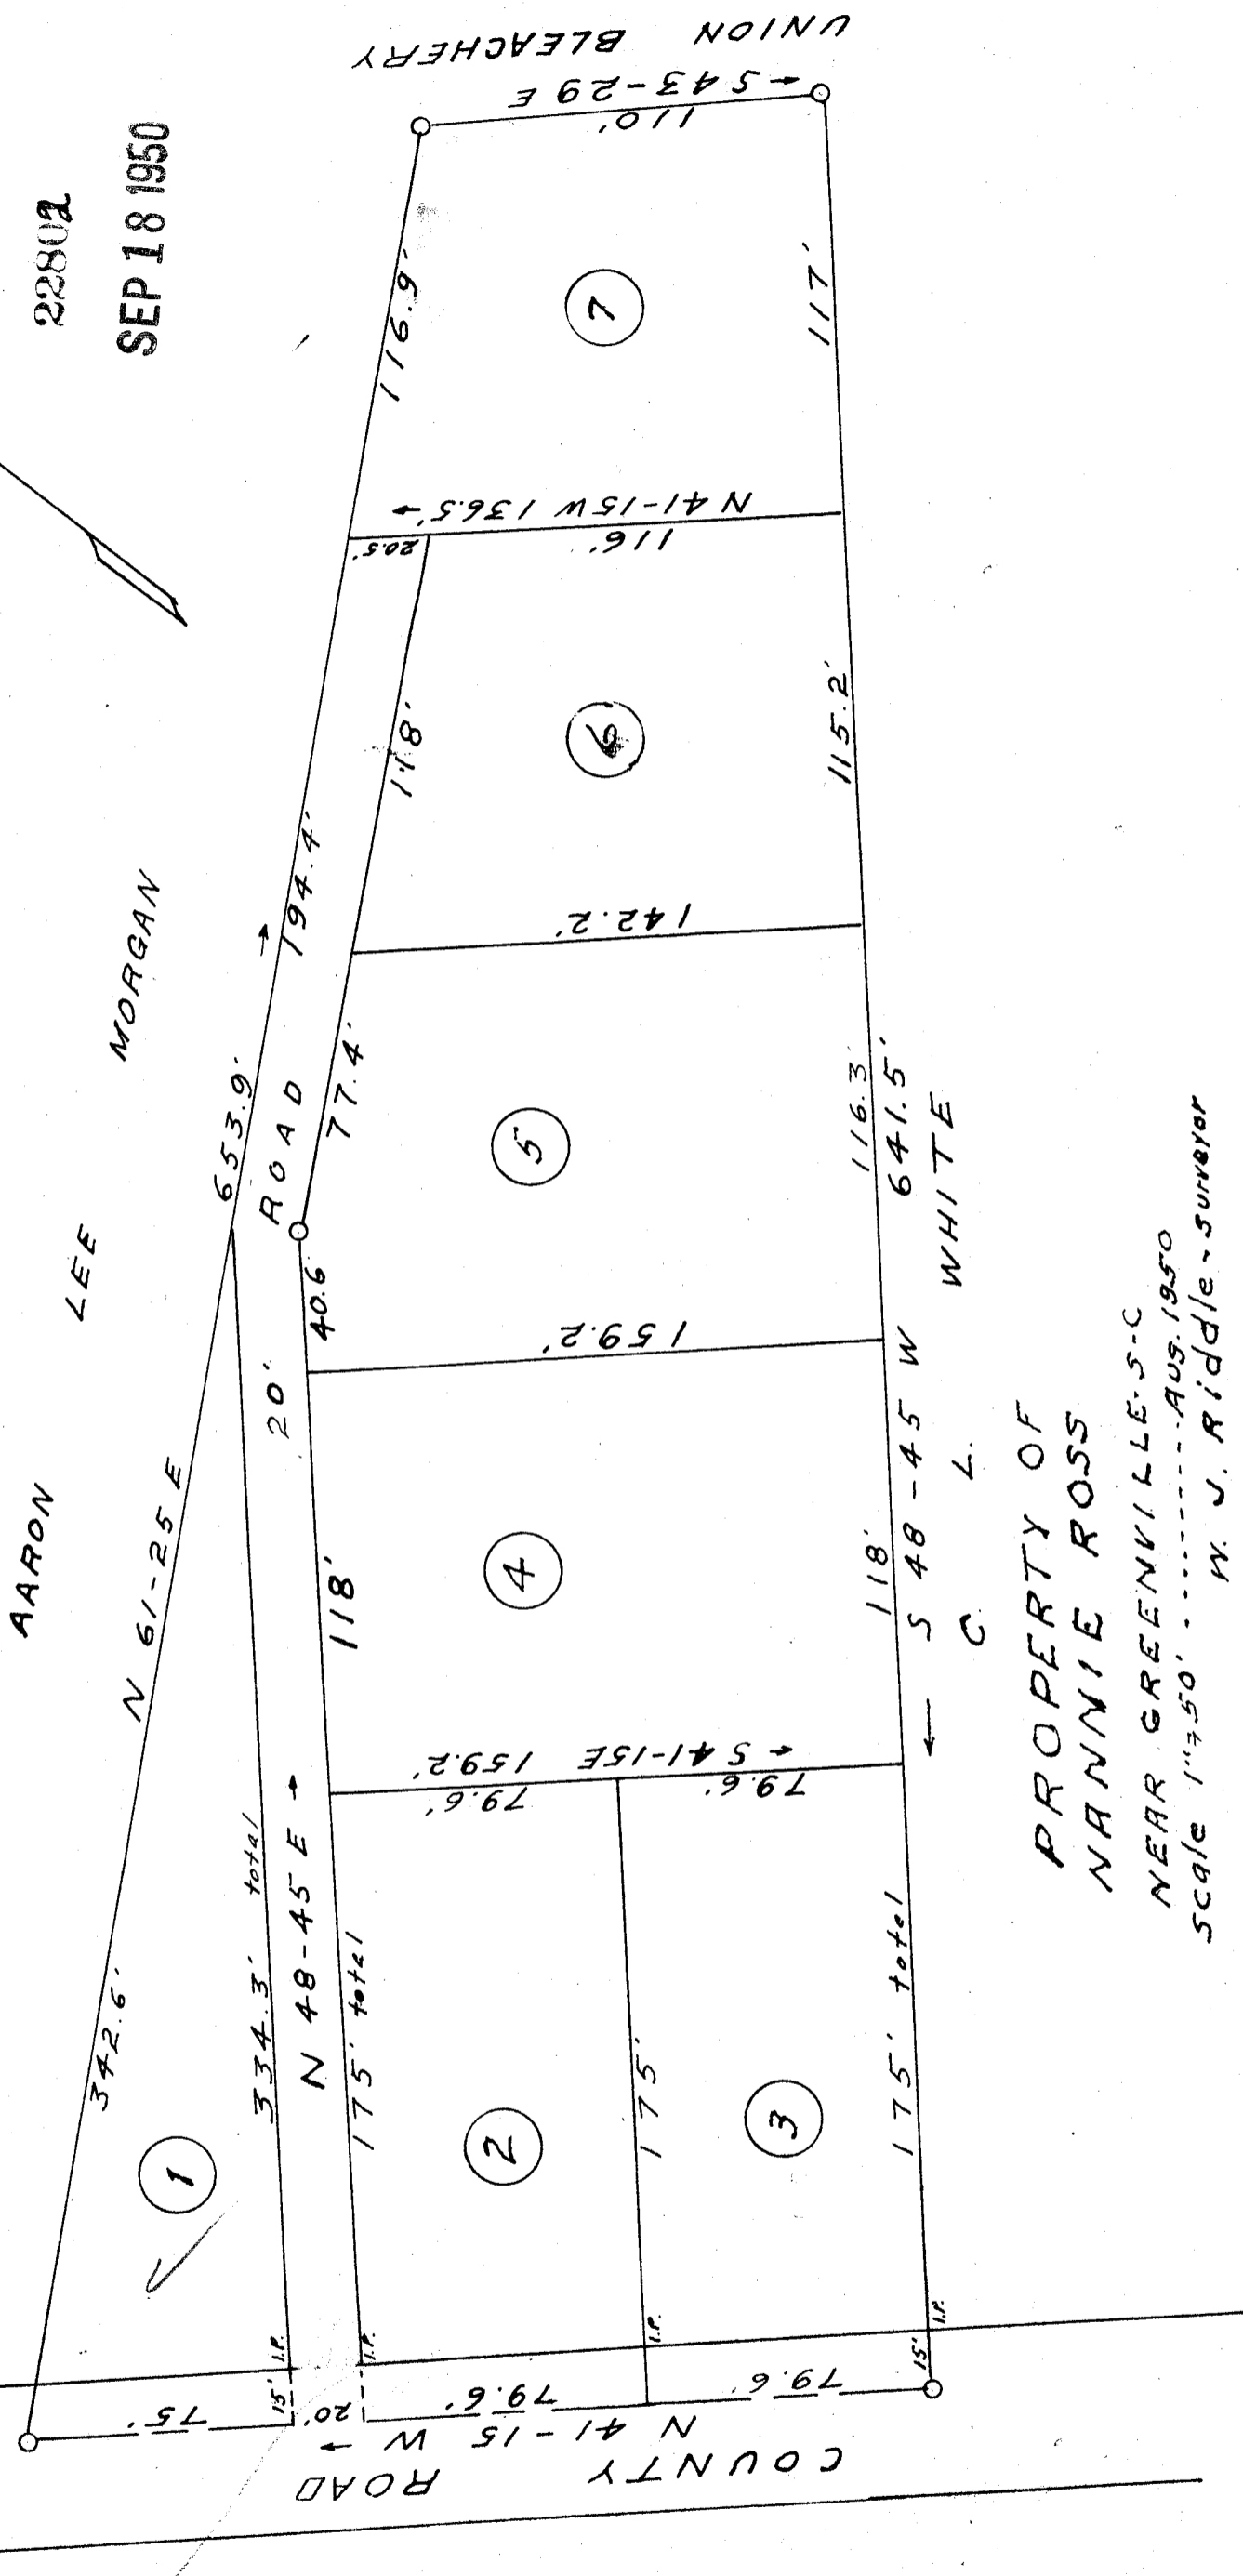 22802
SEP 18 1950
UNION BLEACHERY
← S 43-29 E
110'
AARON LEE MORGAN
N 61-25 E
653.9' →
342.6'
194.4'
116.9'
1
334.3' total
75'
15' I.P.
20'
ROAD
20'
N 48-45 E →
I.P.
175' total
118'
40.6
77.4'
118'
20.5'
N 41-15 W 136.5' →
116'
2
79.6'
79.6'
← S 41-15E 159.2'
79.6'
175'
I.P.
3
79.6'
175' total
15' I.P.
4
159.2'
118'
5
142.2'
116.3'
6
115.2'
7
117'
← S 48-45 W 641.5'
C. L. WHITE
N 41-15 W →
COUNTY ROAD
PROPERTY OF
NANNIE ROSS
NEAR GREENVILLE-S-C
Scale 1"=50' - - - - - - - - - - AUG. 1950
W. J. Riddle-Surveyor